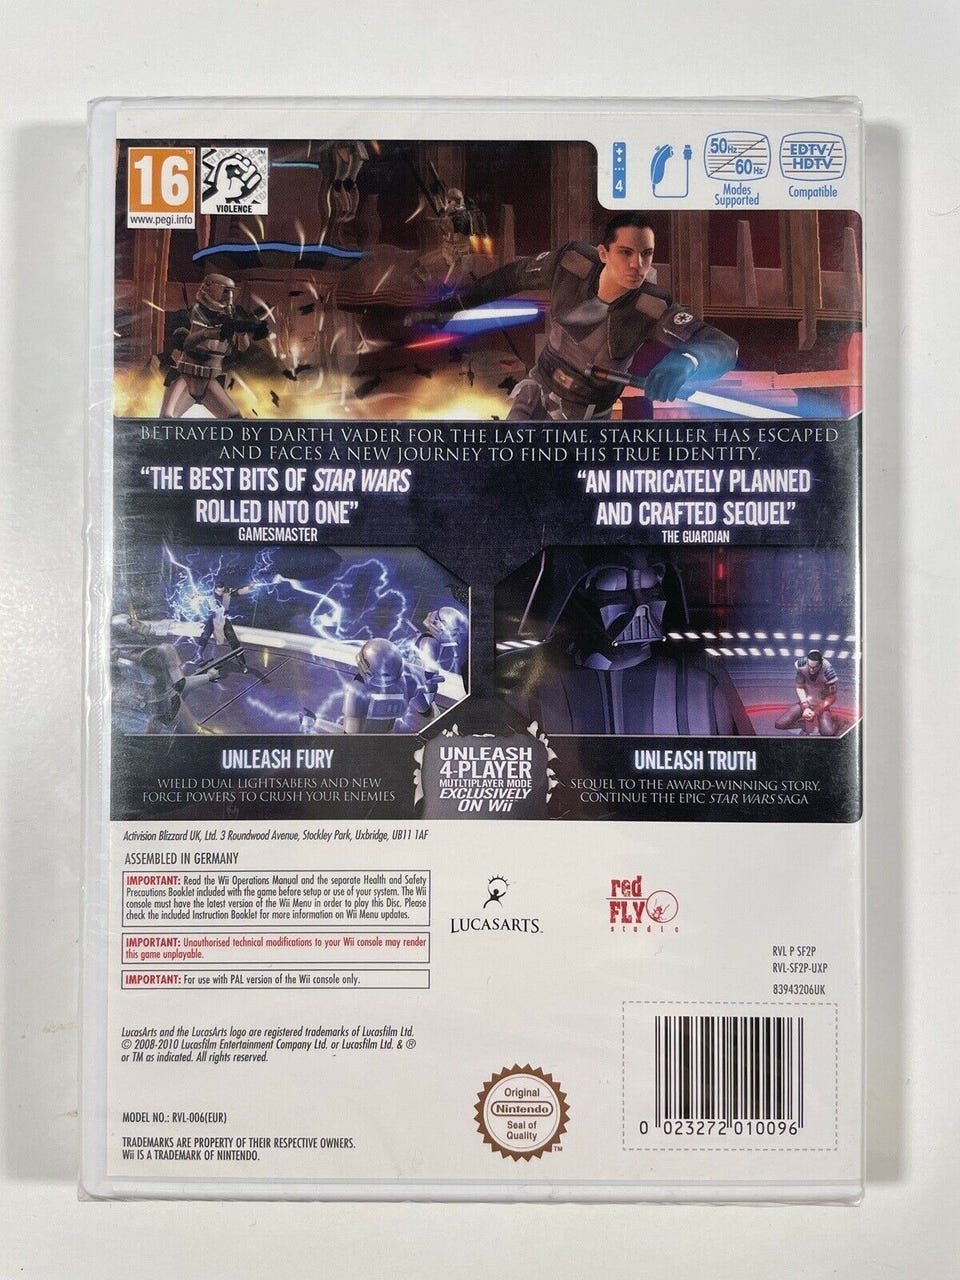 16
www.pegi.info
VIOLENCE
4
50Hz
60Hz
Modes
Supported
EDTV/
HDTV
Compatible
BETRAYED BY DARTH VADER FOR THE LAST TIME, STARKILLER HAS ESCAPED
AND FACES A NEW JOURNEY TO FIND HIS TRUE IDENTITY.
“THE BEST BITS OF STAR WARS
ROLLED INTO ONE”
GAMESMASTER
“AN INTRICATELY PLANNED
AND CRAFTED SEQUEL”
THE GUARDIAN
UNLEASH FURY
WIELD DUAL LIGHTSABERS AND NEW
FORCE POWERS TO CRUSH YOUR ENEMIES
UNLEASH
4-PLAYER
MUTLTIPLAYER MODE
EXCLUSIVELY
ON Wii
UNLEASH TRUTH
SEQUEL TO THE AWARD-WINNING STORY.
CONTINUE THE EPIC STAR WARS SAGA
Activision Blizzard UK, Ltd. 3 Roundwood Avenue, Stockley Park, Uxbridge, UB11 1AF
ASSEMBLED IN GERMANY
IMPORTANT: Read the Wii Operations Manual and the separate Health and Safety
Precautions Booklet included with the game before setup or use of your system. The Wii
console must have the latest version of the Wii Menu in order to play this Disc. Please
check the included Instruction Booklet for more information on Wii Menu updates.
IMPORTANT: Unauthorised technical modifications to your Wii console may render
this game unplayable.
IMPORTANT: For use with PAL version of the Wii console only.
LUCASARTS.
red
FLY
studio
RVL P SF2P
RVL-SF2P-UXP
83943206UK
LucasArts and the LucasArts logo are registered trademarks of Lucasfilm Ltd.
© 2008-2010 Lucasfilm Entertainment Company Ltd. or Lucasfilm Ltd. & ®
or TM as indicated. All rights reserved.
MODEL NO.: RVL-006(EUR)
TRADEMARKS ARE PROPERTY OF THEIR RESPECTIVE OWNERS.
Wii IS A TRADEMARK OF NINTENDO.
Original
Nintendo
Seal of
Quality
TM
0 023272 010096